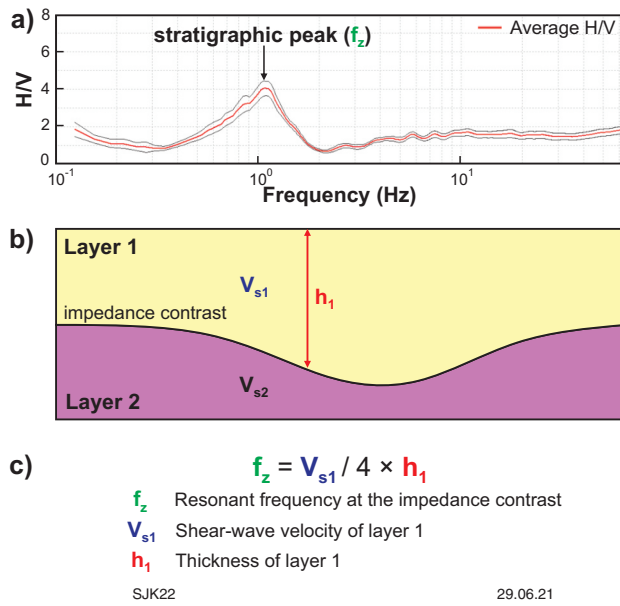 a)
8
6
4
2
0
H/V
stratigraphic peak (fz)
Average H/V
10-1
100
101
Frequency (Hz)
b)
Layer 1
Vs1
h1
impedance contrast
Vs2
Layer 2
c)
fz = Vs1 / 4 × h1
fz Resonant frequency at the impedance contrast
Vs1 Shear-wave velocity of layer 1
h1 Thickness of layer 1
SJK22 29.06.21